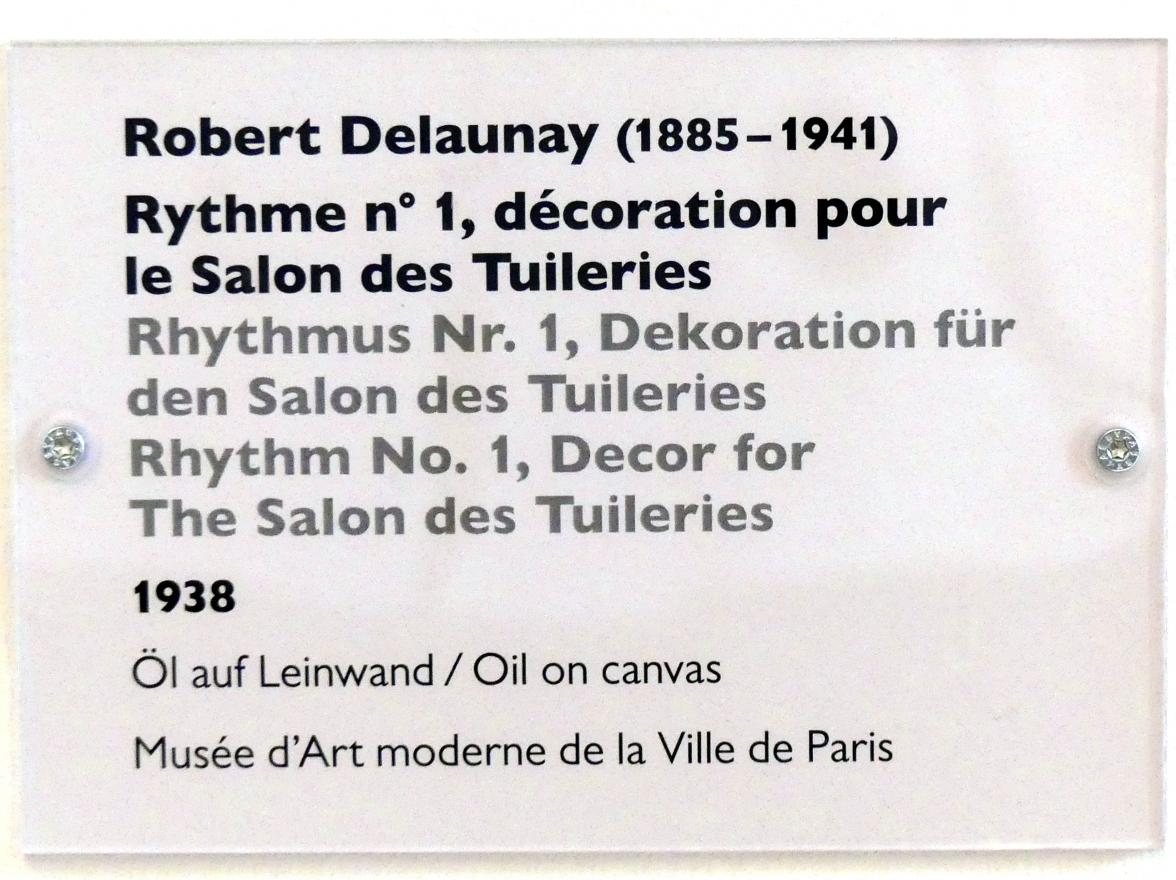 Robert Delaunay (1885 – 1941)
Rythme n° 1, décoration pour
le Salon des Tuileries
Rhythmus Nr. 1, Dekoration für
den Salon des Tuileries
Rhythm No. 1, Decor for
The Salon des Tuileries
1938
Öl auf Leinwand / Oil on canvas
Musée d’Art moderne de la Ville de Paris